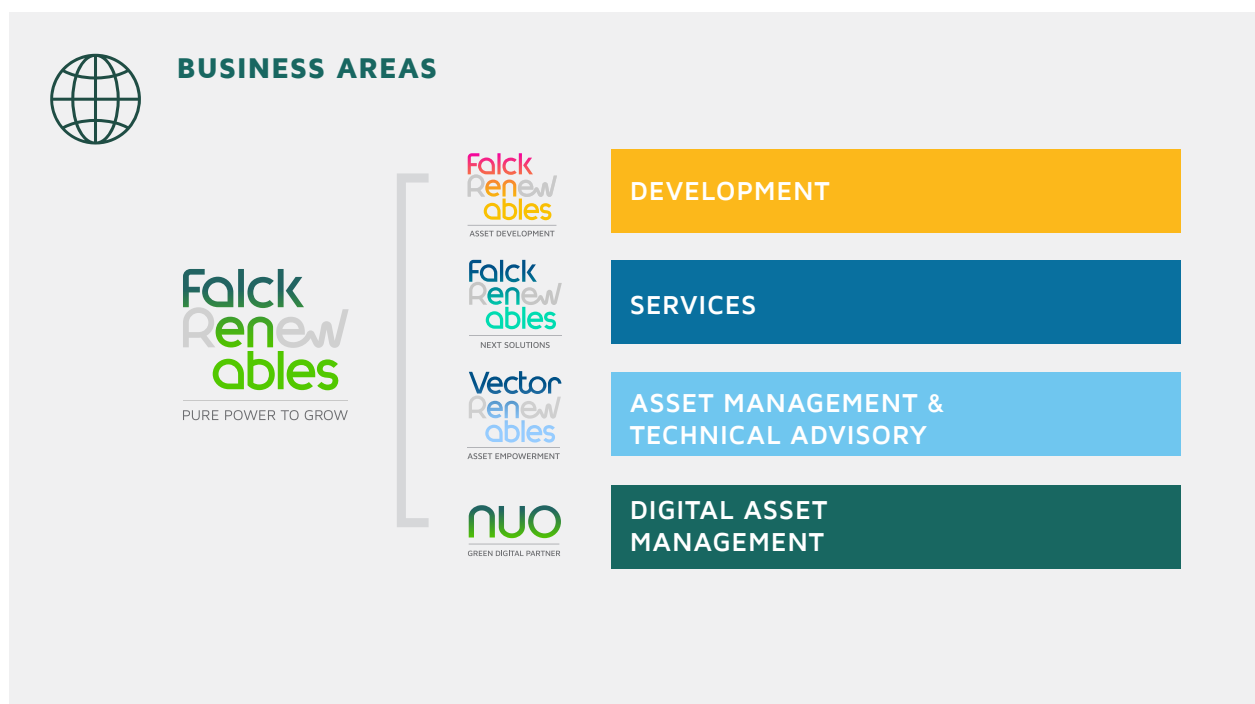 BUSINESS AREAS
Falck
Renew
ables
PURE POWER TO GROW
Falck
Renew
ables
ASSET DEVELOPMENT
DEVELOPMENT
Falck
Renew
ables
NEXT SOLUTIONS
SERVICES
Vector
Renew
ables
ASSET EMPOWERMENT
ASSET MANAGEMENT &
TECHNICAL ADVISORY
nuo
GREEN DIGITAL PARTNER
DIGITAL ASSET
MANAGEMENT